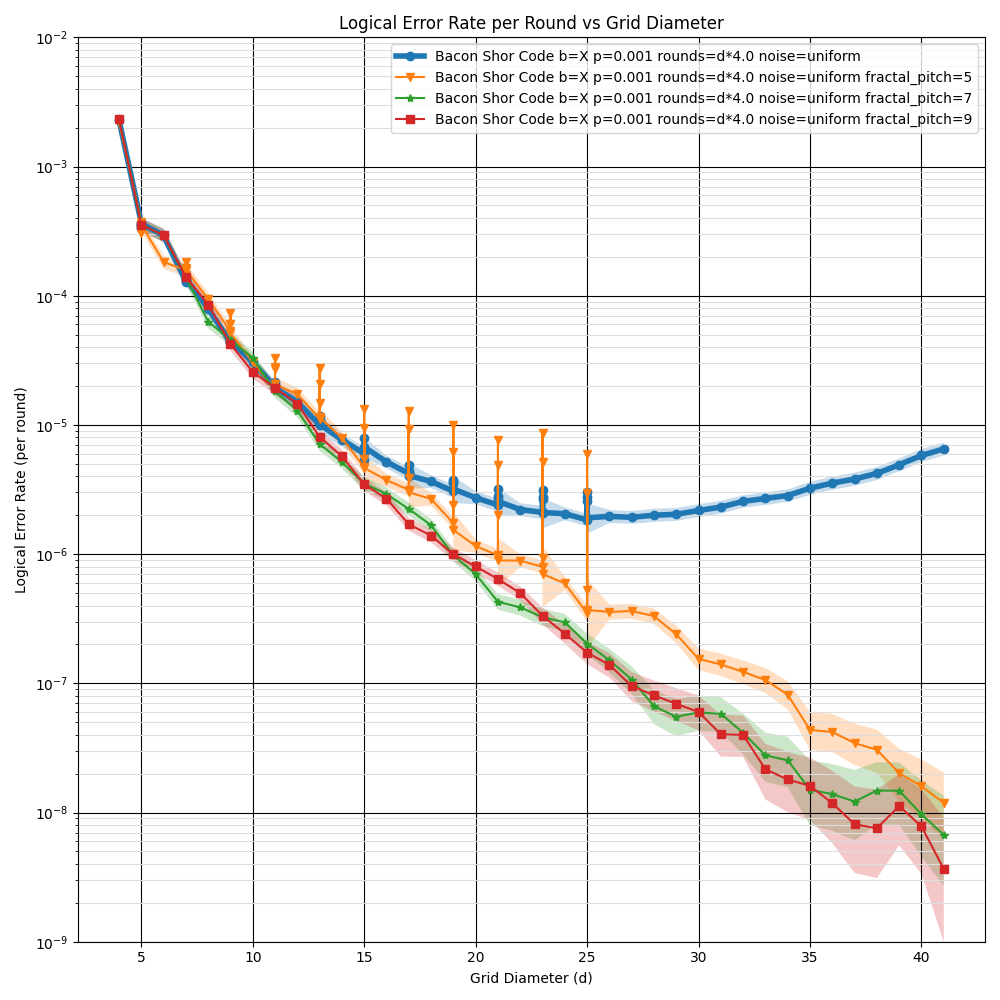 Logical Error Rate per Round vs Grid Diameter
Bacon Shor Code b=X p=0.001 rounds=d*4.0 noise=uniform
Bacon Shor Code b=X p=0.001 rounds=d*4.0 noise=uniform fractal_pitch=5
Bacon Shor Code b=X p=0.001 rounds=d*4.0 noise=uniform fractal_pitch=7
Bacon Shor Code b=X p=0.001 rounds=d*4.0 noise=uniform fractal_pitch=9
Logical Error Rate (per round)
10⁻²
10⁻³
10⁻⁴
10⁻⁵
10⁻⁶
10⁻⁷
10⁻⁸
10⁻⁹
5 10 15 20 25 30 35 40
Grid Diameter (d)